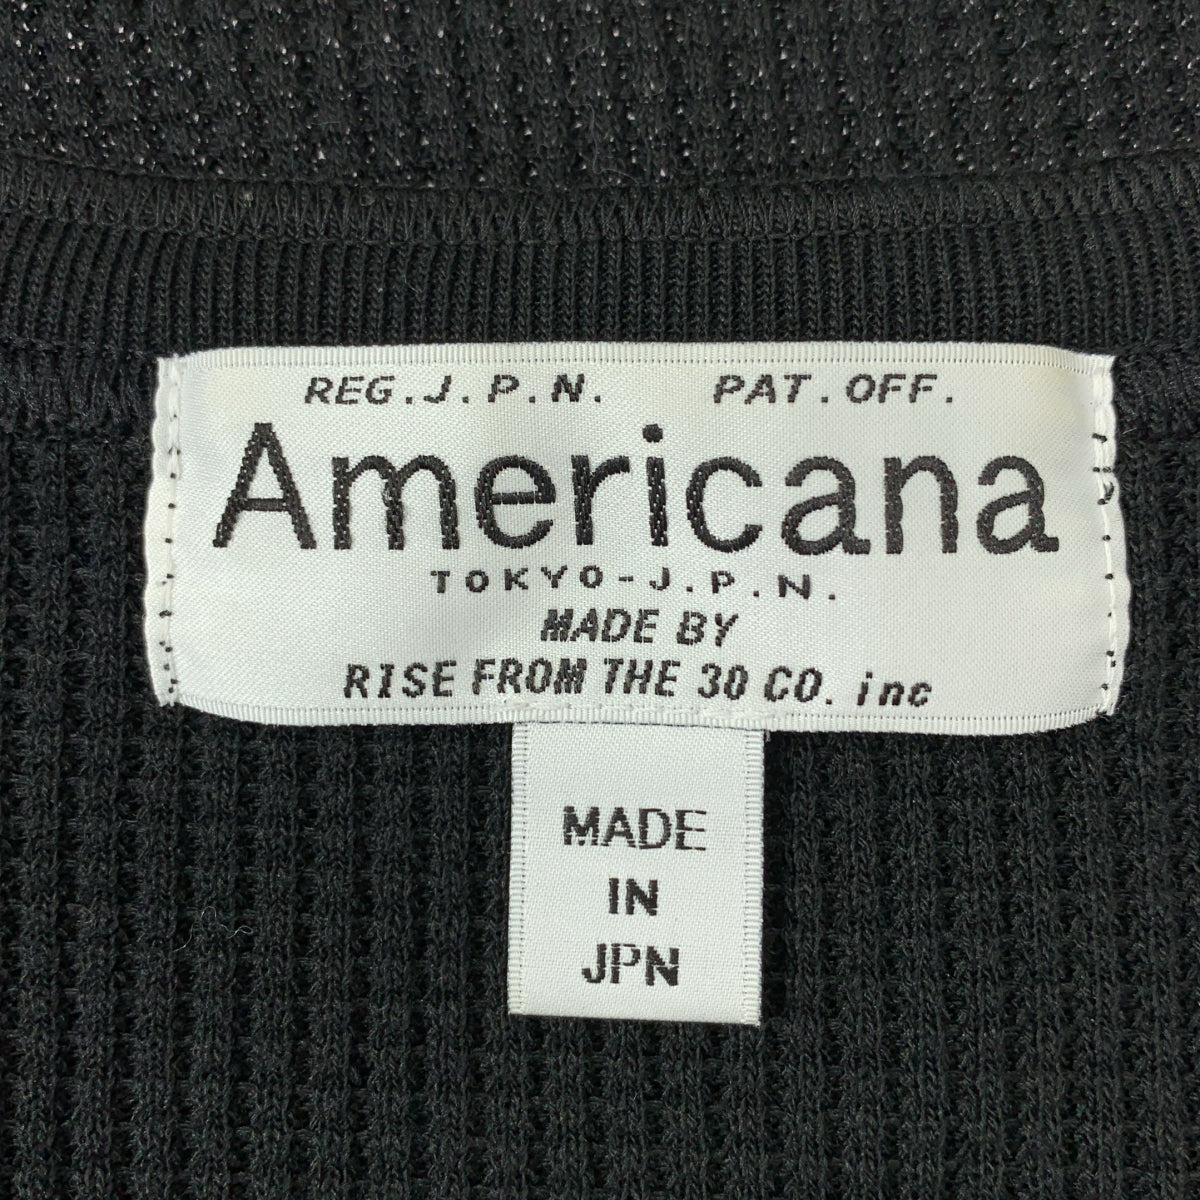 REG.J.P.N. PAT.OFF.
Americana
TOKYO-J.P.N.
MADE BY
RISE FROM THE 30 CO. inc
MADE
IN
JPN